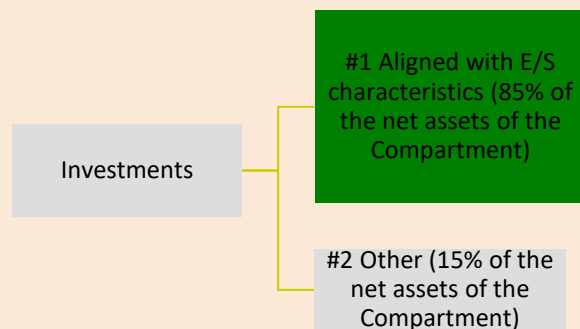 #1 Aligned with E/S
characteristics (85% of
the net assets of the
Compartment)
Investments
#2 Other (15% of the
net assets of the
Compartment)